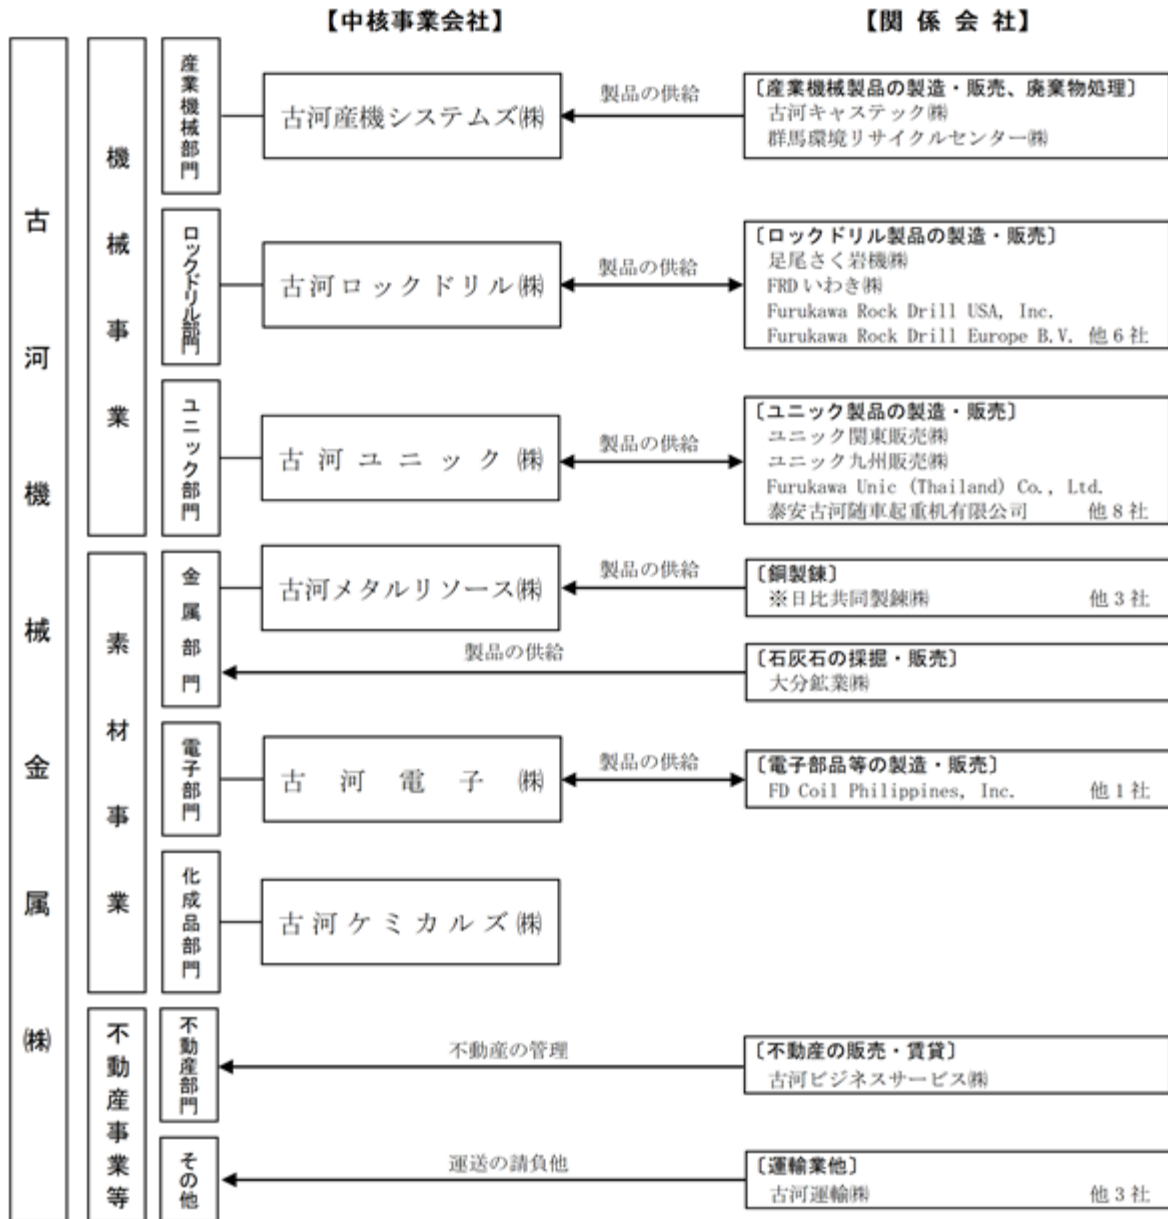 【中核事業会社】
【関係会社】
古河機械金属㈱
機械事業
産業機械部門
古河産機システムズ㈱
製品の供給
〔産業機械製品の製造・販売、廃棄物処理〕
古河キャステック㈱
群馬環境リサイクルセンター㈱
ロックドリル部門
古河ロックドリル㈱
製品の供給
〔ロックドリル製品の製造・販売〕
足尾さく岩機㈱
FRDいわき㈱
Furukawa Rock Drill USA, Inc.
Furukawa Rock Drill Europe B.V. 他6社
ユニック部門
古河ユニック㈱
製品の供給
〔ユニック製品の製造・販売〕
ユニック関東販売㈱
ユニック九州販売㈱
Furukawa Unic (Thailand) Co., Ltd.
泰安古河随車起重机有限公司 他8社
素材事業
金属部門
古河メタルリソース㈱
製品の供給
〔銅製錬〕
※日比共同製錬㈱ 他3社
製品の供給
〔石灰石の採掘・販売〕
大分鉱業㈱
電子部門
古河電子㈱
製品の供給
〔電子部品等の製造・販売〕
FD Coil Philippines, Inc. 他1社
化成品部門
古河ケミカルズ㈱
不動産事業等
不動産部門
不動産の管理
〔不動産の販売・賃貸〕
古河ビジネスサービス㈱
その他
運送の請負他
〔運輸業他〕
古河運輸㈱ 他3社